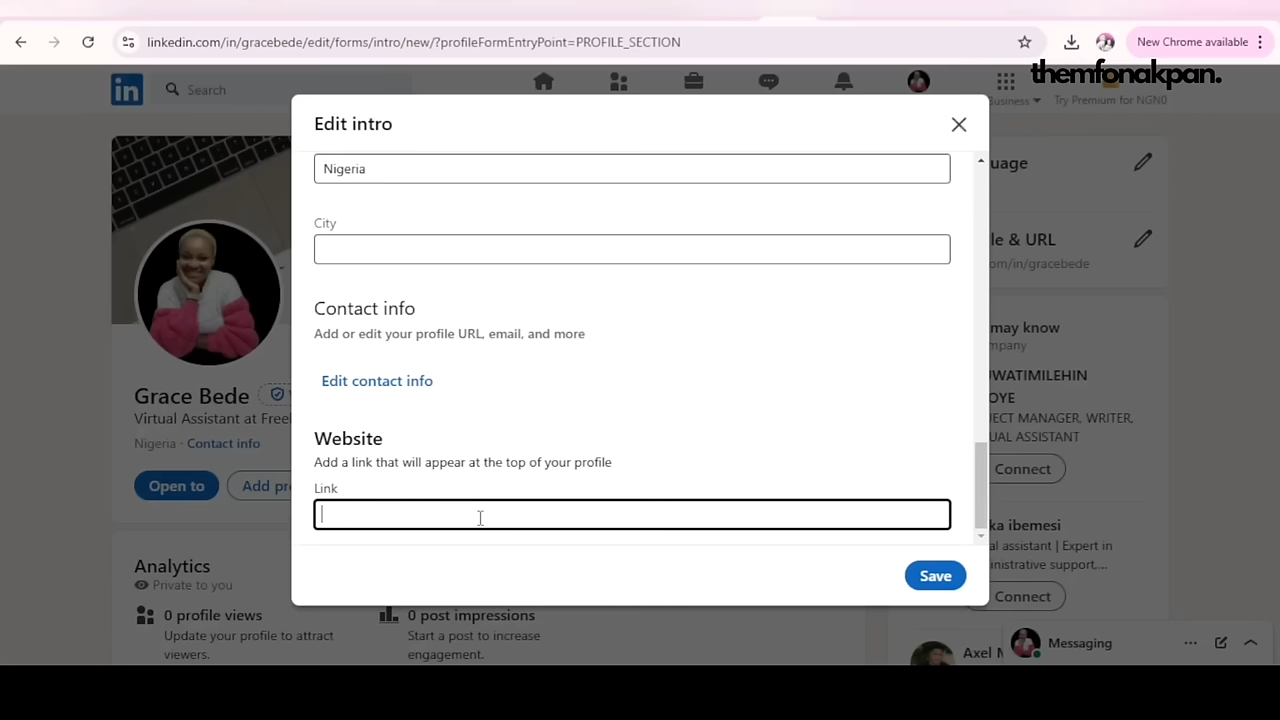 linkedin.com/in/gracebede/edit/forms/intro/new/?profileFormEntryPoint=PROFILE_SECTION
New Chrome available
themfonakpan.
in
Search
Business
Try Premium for NGN0
Edit intro
Nigeria
City
Contact info
Add or edit your profile URL, email, and more
Edit contact info
Website
Add a link that will appear at the top of your profile
Link
Save
Grace Bede
Virtual Assistant at Freel
Nigeria · Contact info
Open to
Add pr
Analytics
Private to you
0 profile views
Update your profile to attract
viewers.
0 post impressions
Start a post to increase
engagement.
uage
le & URL
om/in/gracebede
may know
mpany
UWATIMILEHIN
OYE
JECT MANAGER, WRITER,
UAL ASSISTANT
Connect
ka ibemesi
al assistant | Expert in
nistrative support,...
Connect
Axel
Messaging